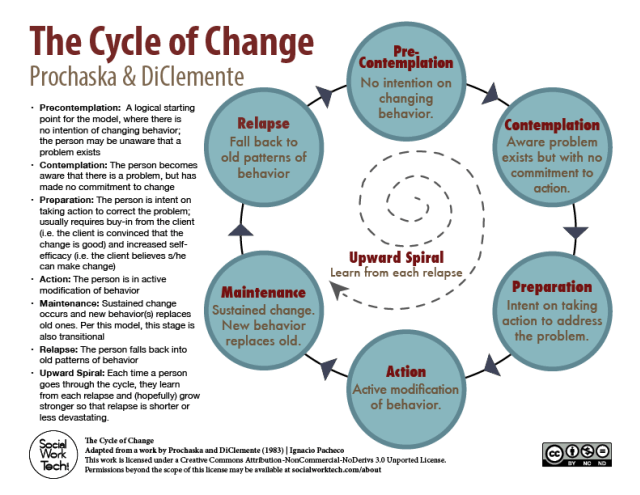 The Cycle of Change
Prochaska & DiClemente
· Precontemplation: A logical starting
point for the model, where there is
no intention of changing behavior;
the person may be unaware that a
problem exists
· Contemplation: The person becomes
aware that there is a problem, but has
made no commitment to change
· Preparation: The person is intent on
taking action to correct the problem;
usually requires buy-in from the client
(i.e. the client is convinced that the
change is good) and increased self-
efficacy (i.e. the client believes s/he
can make change)
· Action: The person is in active
modification of behavior
· Maintenance: Sustained change
occurs and new behavior(s) replaces
old ones. Per this model, this stage is
also transitional
· Relapse: The person falls back into
old patterns of behavior
· Upward Spiral: Each time a person
goes through the cycle, they learn
from each relapse and (hopefully) grow
stronger so that relapse is shorter or
less devastating.
Pre-
Contemplation
No intention on
changing
behavior.
Contemplation
Aware problem
exists but with no
commitment to
action.
Preparation
Intent on taking
action to address
the problem.
Action
Active modification
of behavior.
Maintenance
Sustained change.
New behavior
replaces old.
Relapse
Fall back to
old patterns of
behavior
Upward Spiral
Learn from each relapse
Social
Work
Tech!
The Cycle of Change
Adapted from a work by Prochaska and DiClemente (1983) | Ignacio Pacheco
This work is licensed under a Creative Commons Attribution-NonCommercial-NoDerivs 3.0 Unported License.
Permissions beyond the scope of this license may be available at socialworktech.com/about
cc
BY NC ND